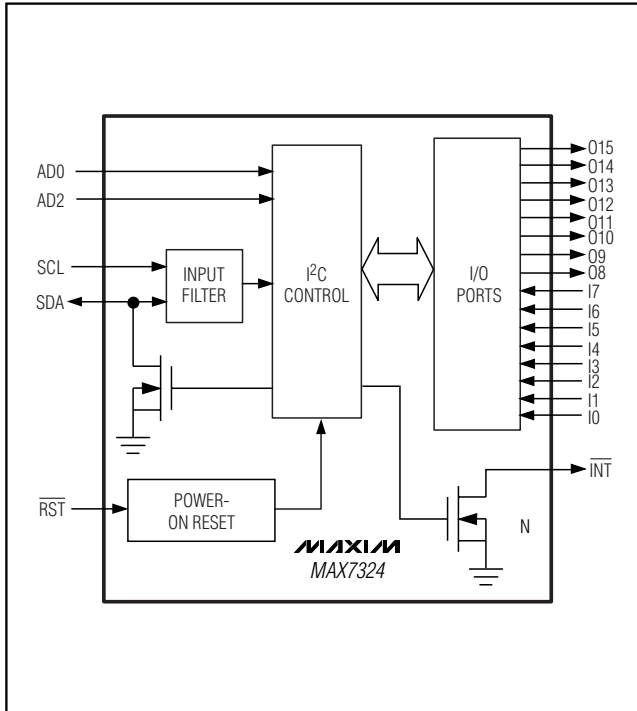 AD0
AD2
SCL
SDA
INPUT
FILTER
I²C
CONTROL
I/O
PORTS
O15
O14
O13
O12
O11
O10
O9
O8
I7
I6
I5
I4
I3
I2
I1
I0
INT
RST
POWER-
ON RESET
N
MAXIM
MAX7324